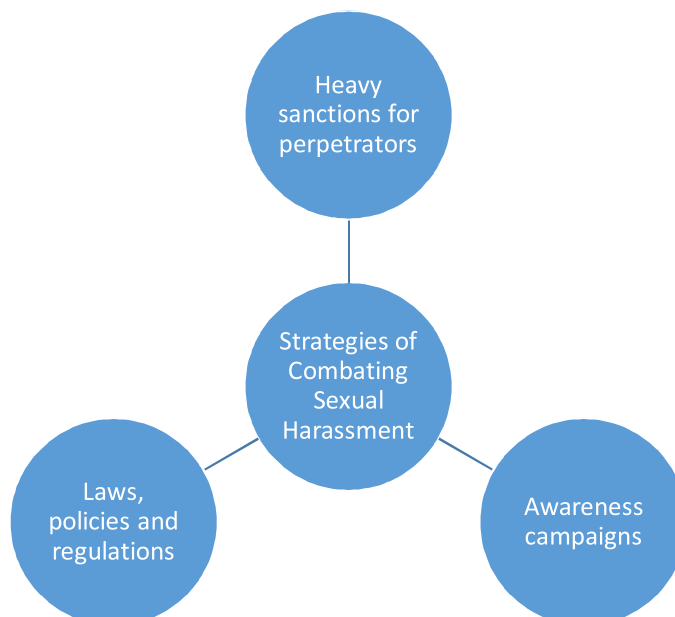 Heavy
sanctions for
perpetrators
Strategies of
Combating
Sexual
Harassment
Laws,
policies and
regulations
Awareness
campaigns